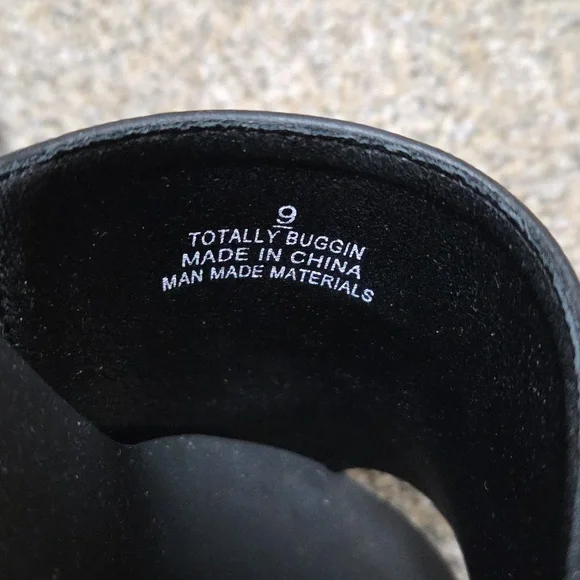 9
TOTALLY BUGGIN
MADE IN CHINA
MAN MADE MATERIALS